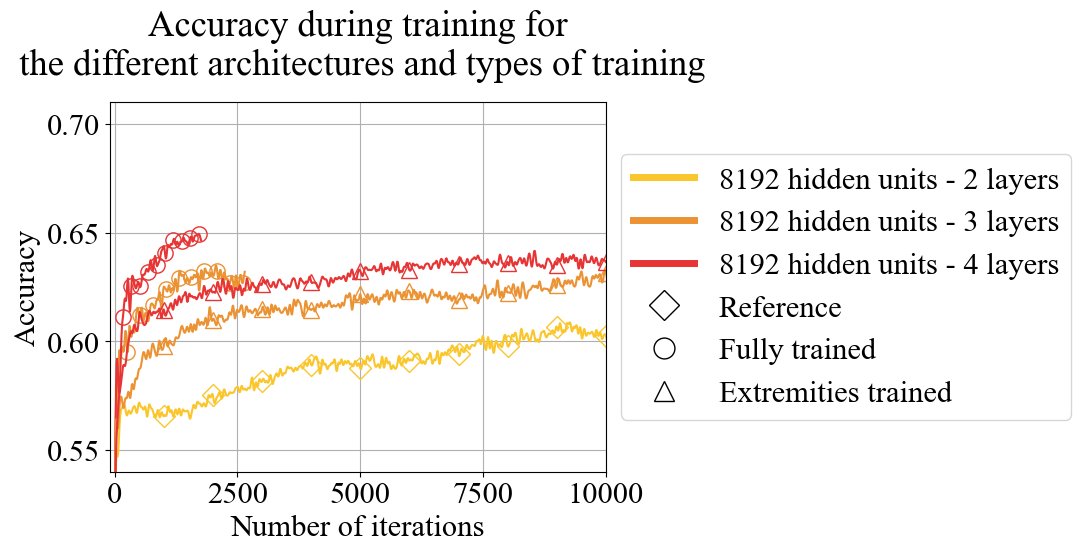 Accuracy during training for
the different architectures and types of training
0.70
0.65
0.60
0.55
Accuracy
0
2500
5000
7500
10000
Number of iterations
8192 hidden units - 2 layers
8192 hidden units - 3 layers
8192 hidden units - 4 layers
Reference
Fully trained
Extremities trained